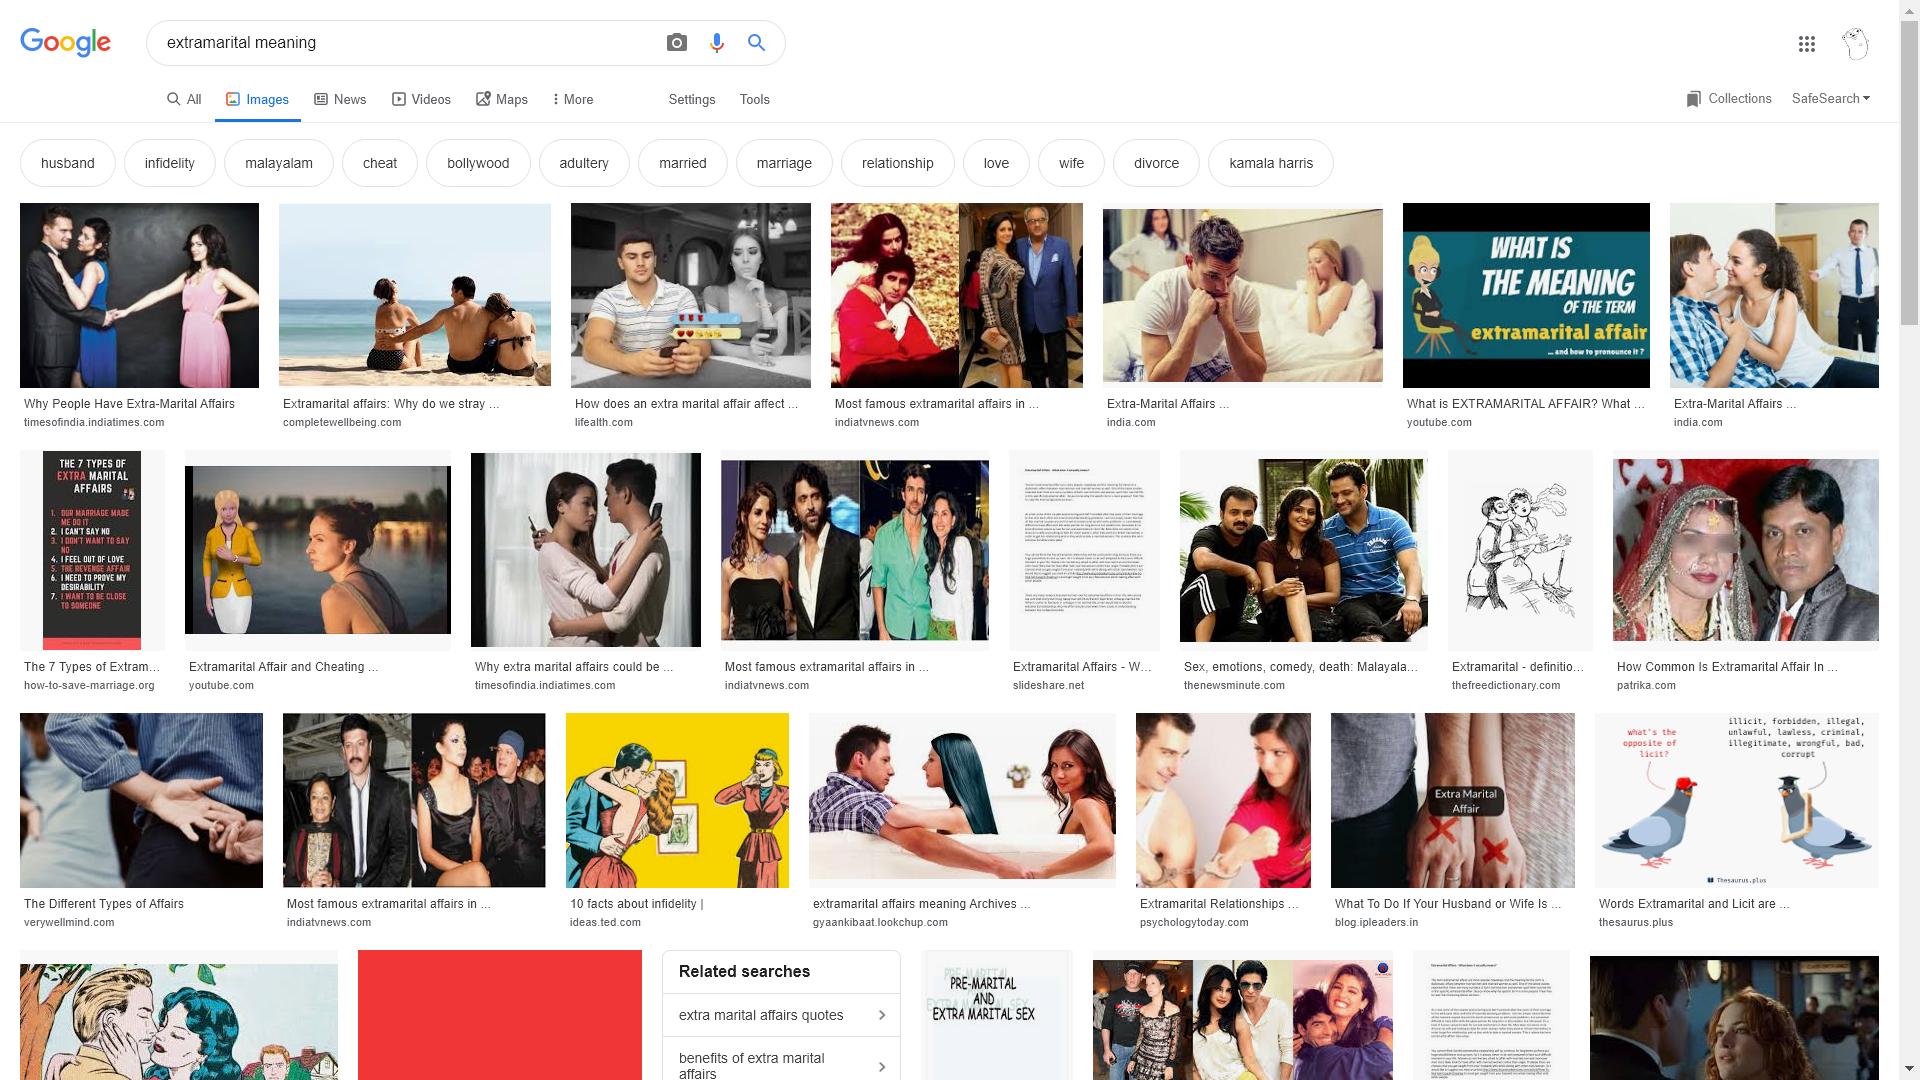 Google
extramarital meaning
All
Images
News
Videos
Maps
More
Settings
Tools
Collections
SafeSearch
husband
infidelity
malayalam
cheat
bollywood
adultery
married
marriage
relationship
love
wife
divorce
kamala harris
WHAT IS
THE MEANING
OF THE TERM
extramarital affair
... and how to pronounce it ?
Why People Have Extra-Marital Affairs
timesofindia.indiatimes.com
Extramarital affairs: Why do we stray ...
completewellbeing.com
How does an extra marital affair affect ...
lifealth.com
Most famous extramarital affairs in ...
indiatvnews.com
Extra-Marital Affairs ...
india.com
What is EXTRAMARITAL AFFAIR? What ...
youtube.com
Extra-Marital Affairs ...
india.com
THE 7 TYPES OF
EXTRA MARITAL
AFFAIRS
1. OUR MARRIAGE MADE
ME DO IT
2. I CAN'T SAY NO
3. I DON'T WANT TO SAY
NO
4. I FEEL OUT OF LOVE
5. THE REVENGE AFFAIR
6. I NEED TO PROVE MY
DESIRABILITY
7. I WANT TO BE CLOSE
TO SOMEONE
The 7 Types of Extram...
how-to-save-marriage.org
Extramarital Affair and Cheating ...
youtube.com
Why extra marital affairs could be ...
timesofindia.indiatimes.com
Most famous extramarital affairs in ...
indiatvnews.com
Extramarital Affairs - W...
slideshare.net
Sex, emotions, comedy, death: Malayala...
thenewsminute.com
Extramarital - definitio...
thefreedictionary.com
How Common Is Extramarital Affair In ...
patrika.com
Extra Marital
Affair
what's the
opposite of
licit?
illicit, forbidden, illegal,
unlawful, lawless, criminal,
illegitimate, wrongful, bad,
corrupt
Thesaurus.plus
The Different Types of Affairs
verywellmind.com
Most famous extramarital affairs in ...
indiatvnews.com
10 facts about infidelity |
ideas.ted.com
extramarital affairs meaning Archives ...
gyaankibaat.lookchup.com
Extramarital Relationships ...
psychologytoday.com
What To Do If Your Husband or Wife Is ...
blog.ipleaders.in
Words Extramarital and Licit are ...
thesaurus.plus
Related searches
extra marital affairs quotes
benefits of extra marital
affairs
PRE-MARITAL
AND
EXTRA MARITAL SEX